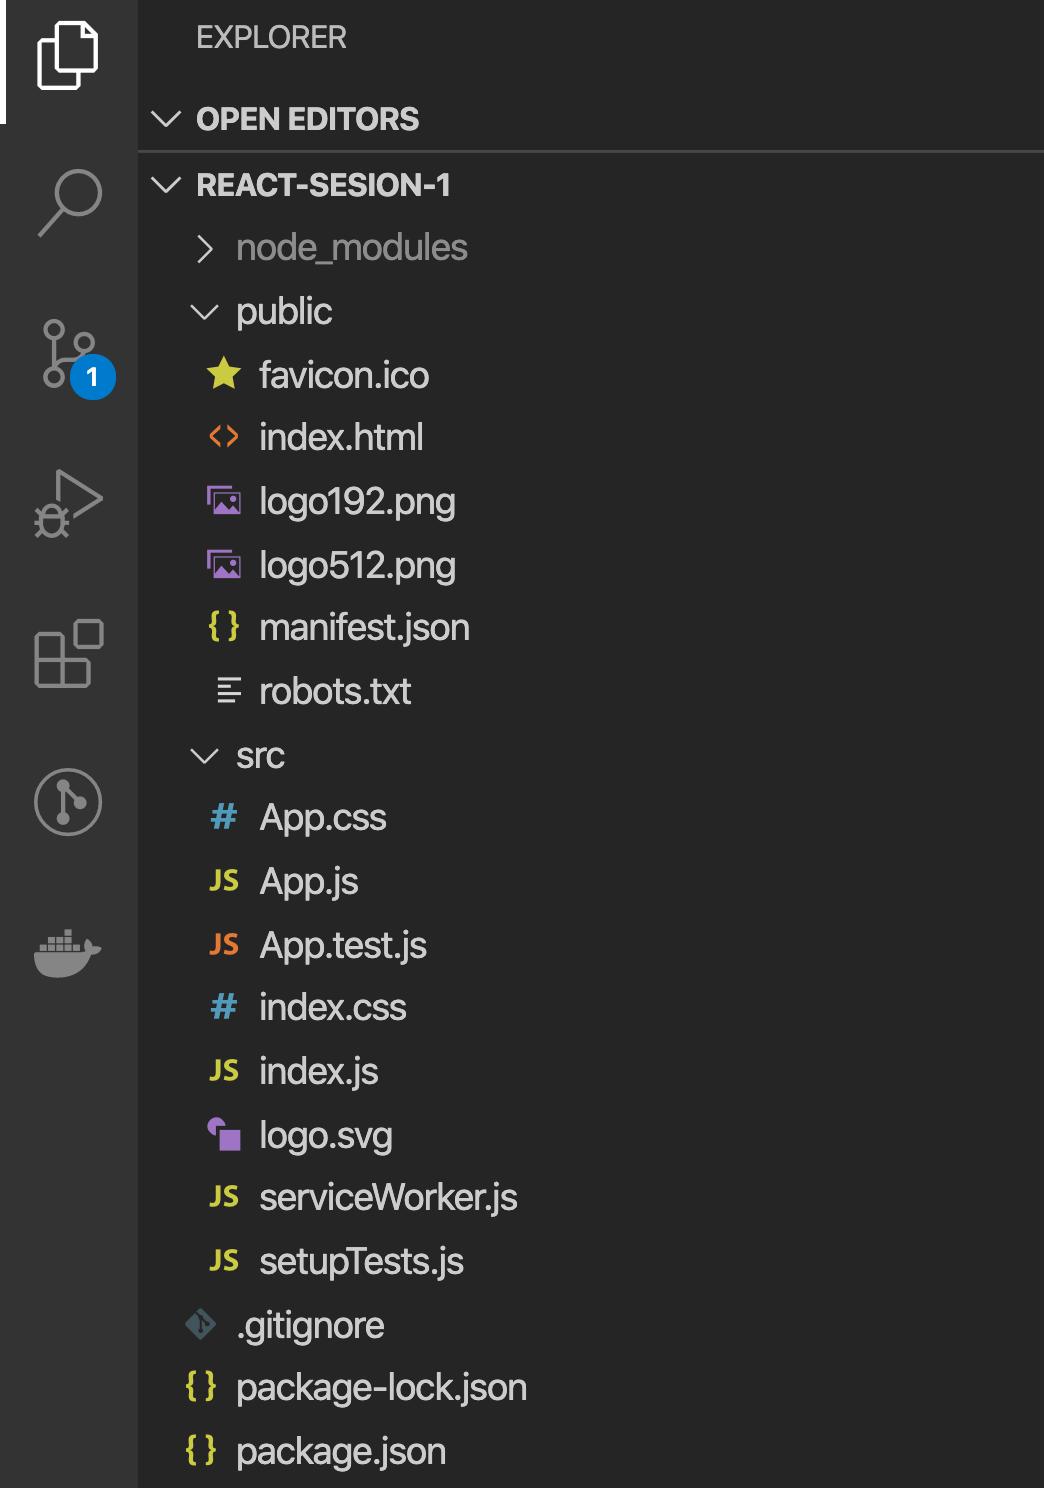 EXPLORER
OPEN EDITORS
REACT-SESION-1
node_modules
public
favicon.ico
index.html
logo192.png
logo512.png
manifest.json
robots.txt
src
# App.css
JS App.js
JS App.test.js
# index.css
JS index.js
logo.svg
JS serviceWorker.js
JS setupTests.js
.gitignore
{ } package-lock.json
{ } package.json
1